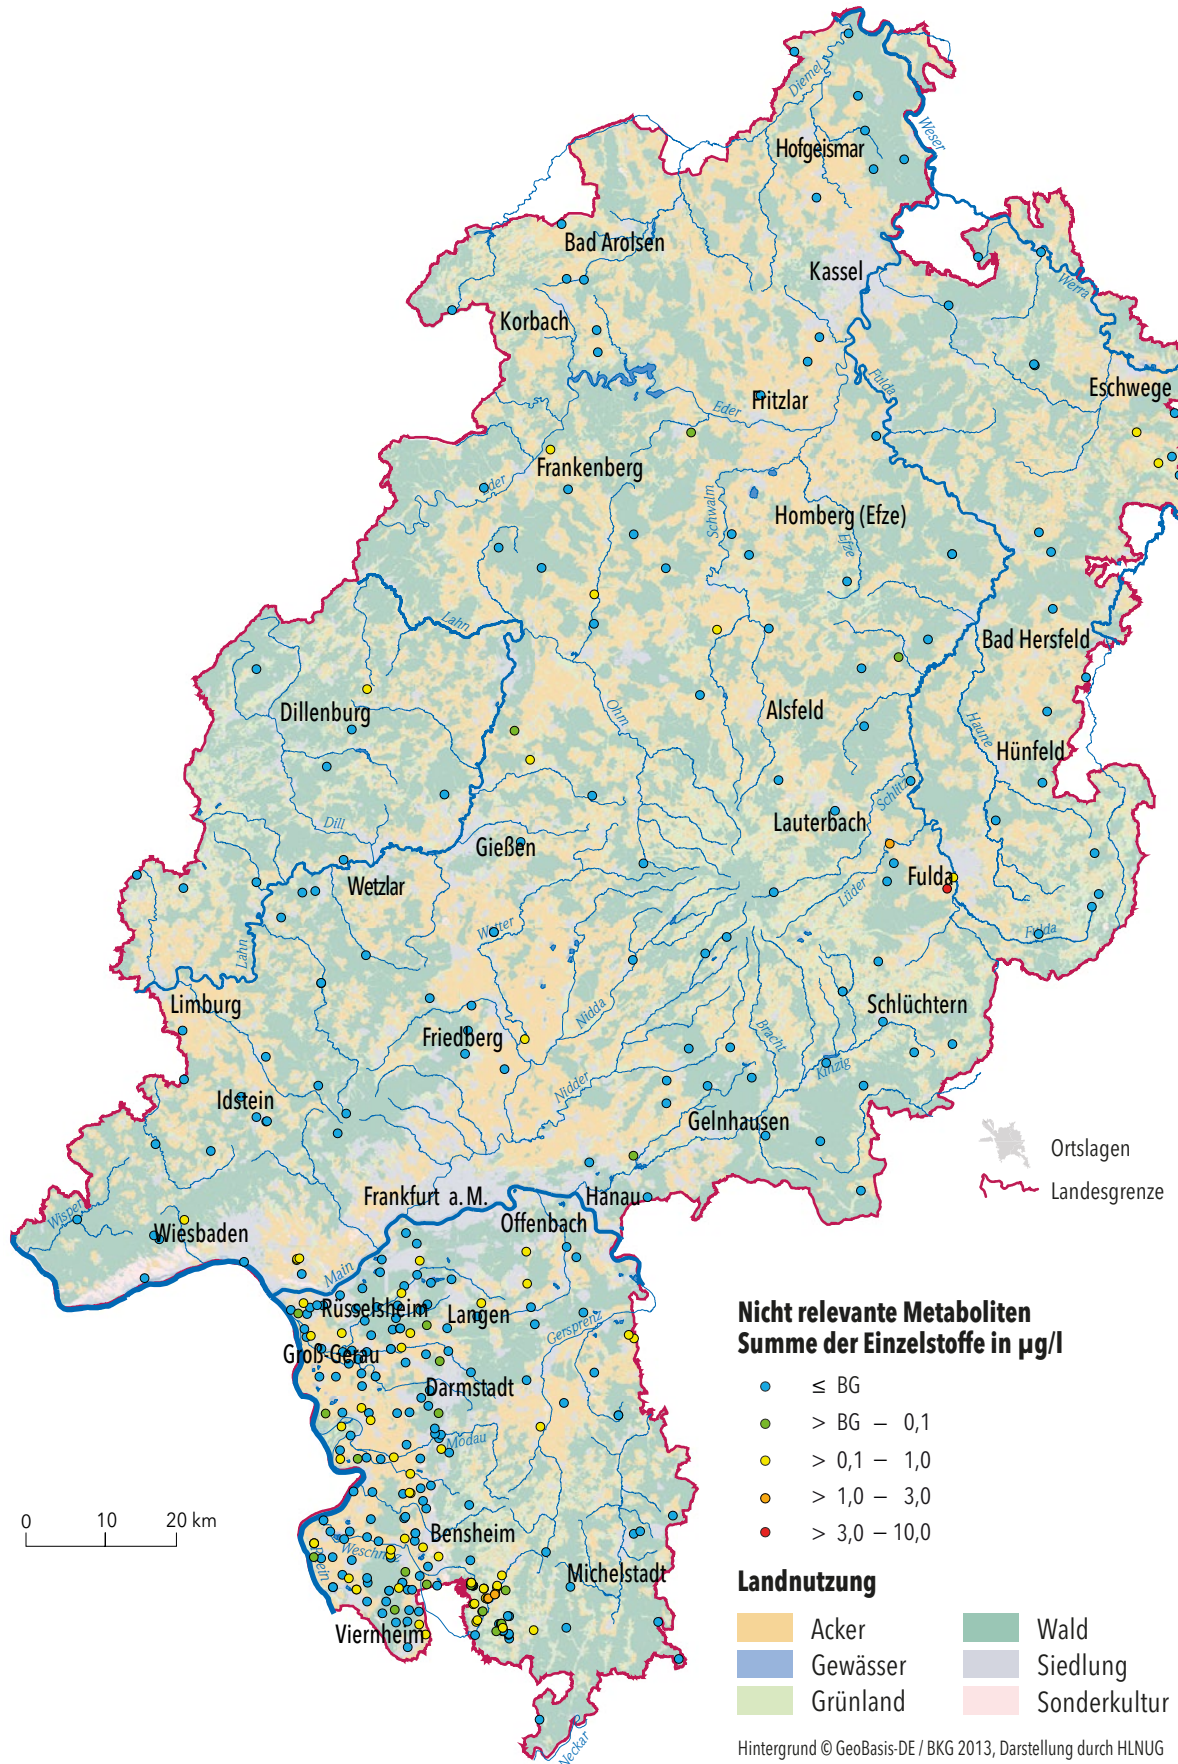 Diemel
Weser
Hofgeismar
Bad Arolsen
Kassel
Werra
Korbach
Fulda
Eschwege
Fritzlar
Eder
Frankenberg
Eder
Schwalm
Homberg (Efze)
Efze
Lahn
Bad Hersfeld
Dillenburg
Ohm
Alsfeld
Haune
Hünfeld
Schlitz
Lauterbach
Dill
Gießen
Wetzlar
Fulda
Lüder
Wetter
Fulda
Lahn
Limburg
Nidda
Schlüchtern
Friedberg
Bracht
Kinzig
Nidder
Idstein
Gelnhausen
Ortslagen
Landesgrenze
Frankfurt a.M.
Hanau
Wisper
Offenbach
Wiesbaden
Main
Rüsselsheim
Langen
Gersprenz
Groß-Gerau
Darmstadt
Modau
Bensheim
Weschnitz
Rhein
Michelstadt
Viernheim
Neckar
0 10 20 km
Nicht relevante Metaboliten
Summe der Einzelstoffe in µg/l
≤ BG
> BG – 0,1
> 0,1 – 1,0
> 1,0 – 3,0
> 3,0 – 10,0
Landnutzung
Acker
Wald
Gewässer
Siedlung
Grünland
Sonderkultur
Hintergrund © GeoBasis-DE / BKG 2013, Darstellung durch HLNUG